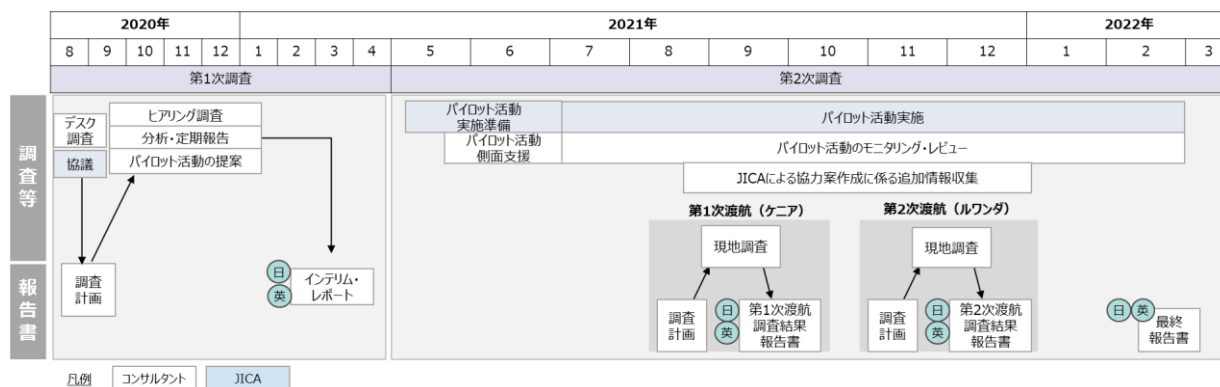 2020年 2021年 2022年
8 9 10 11 12 1 2 3 4 5 6 7 8 9 10 11 12 1 2 3
第1次調査 第2次調査
調査等
デスク
調査
協議
ヒアリング調査
分析・定期報告
パイロット活動の提案
パイロット活動
実施準備
パイロット活動実施
パイロット活動
側面支援
パイロット活動のモニタリング・レビュー
JICAによる協力案作成に係る追加情報収集
第1次渡航（ケニア）
現地調査
第2次渡航（ルワンダ）
現地調査
報告書
調査
計画
日
英
インテリム・
レポート
調査
計画
日
英
第1次渡航
調査結果
報告書
調査
計画
日
英
第2次渡航
調査結果
報告書
日 英
最終
報告書
凡例 コンサルタント JICA